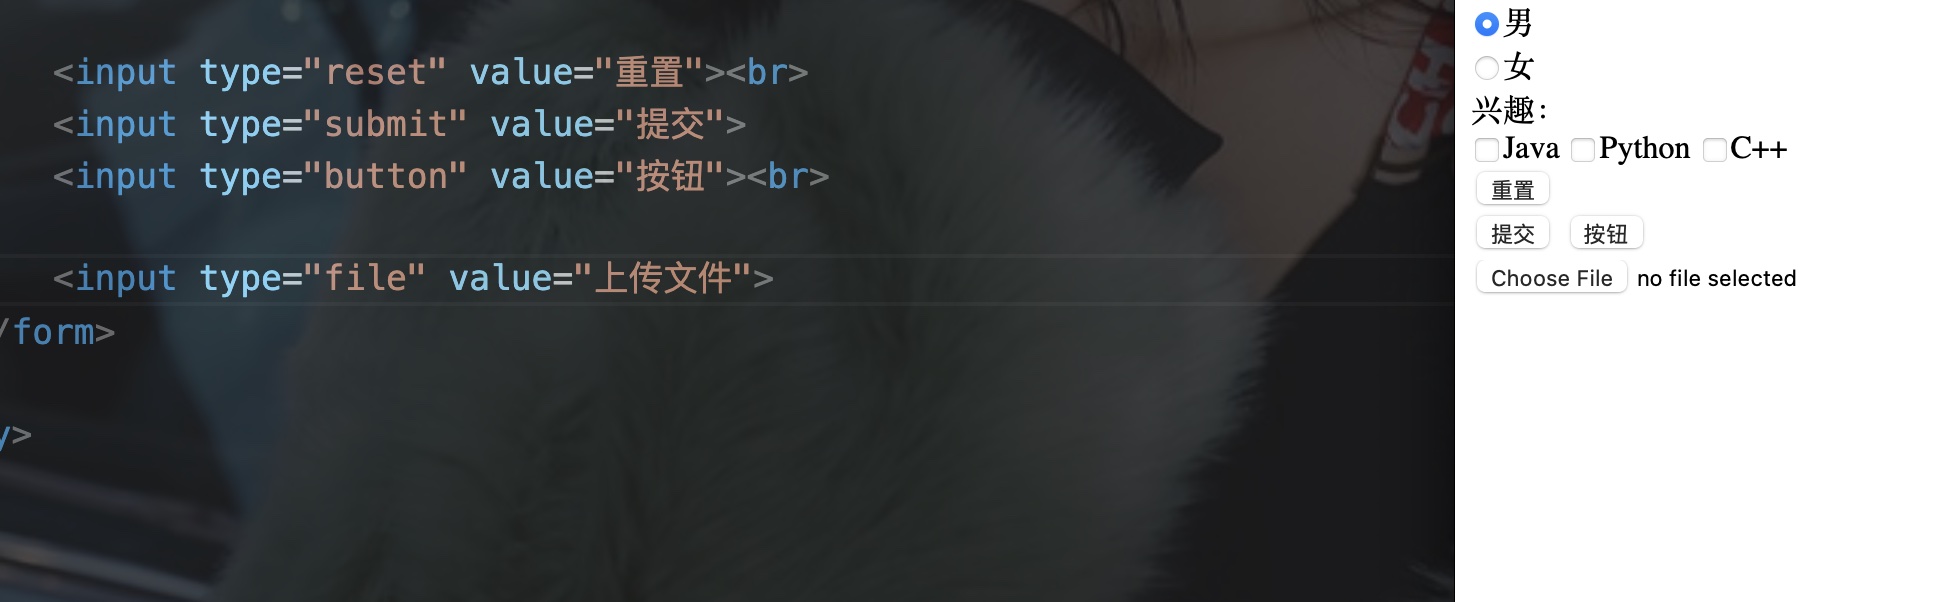 <input type="reset" value="重置"><br>
<input type="submit" value="提交">
<input type="button" value="按钮"><br>
<input type="file" value="上传文件">
/form>
y>
男
女
兴趣：
Java Python C++
重置
提交 按钮
Choose File no file selected